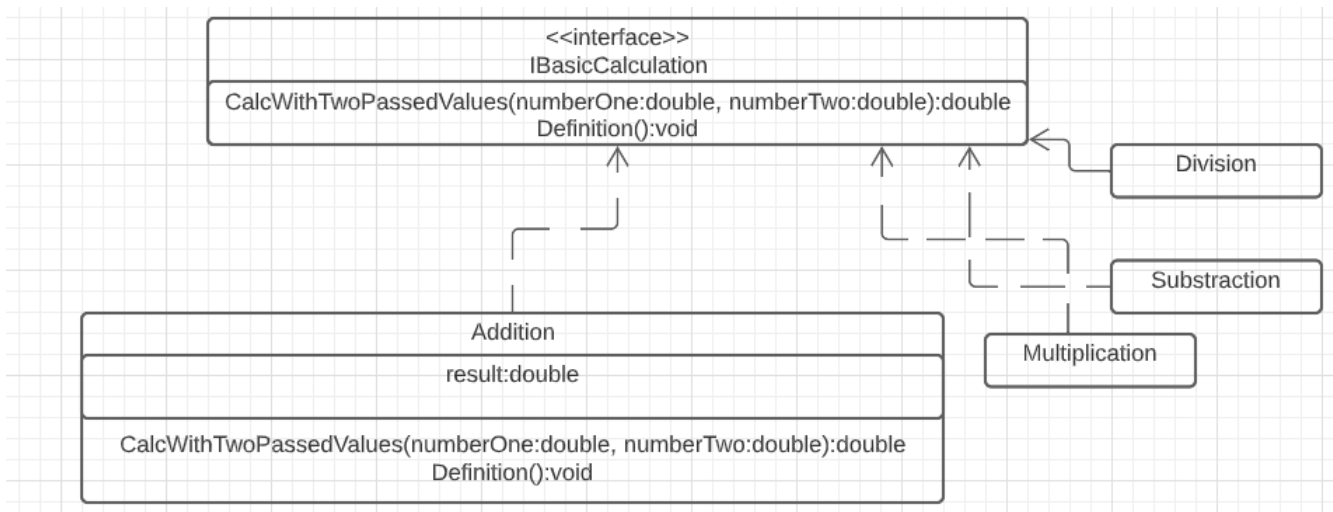 <<interface>>
IBasicCalculation
CalcWithTwoPassedValues(numberOne:double, numberTwo:double):double
Definition():void
Division
Substraction
Multiplication
Addition
result:double
CalcWithTwoPassedValues(numberOne:double, numberTwo:double):double
Definition():void